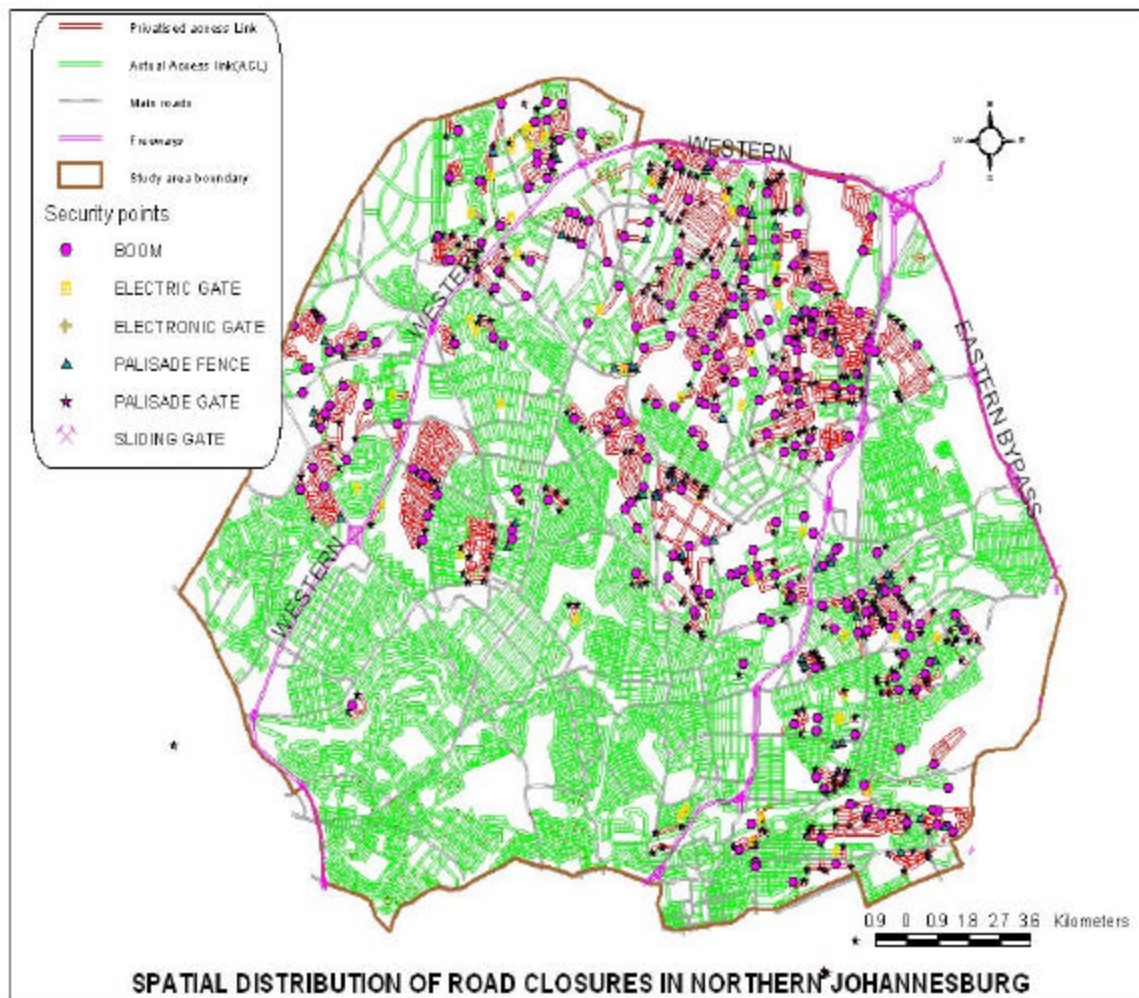 Privatised access Link
Actual Access link(ACL)
Main roads
Freeways
Study area boundary
Security points
BOOM
ELECTRIC GATE
ELECTRONIC GATE
PALISADE FENCE
PALISADE GATE
SLIDING GATE
WESTERN
N
W E
S
WESTERN
EASTERN BYPASS
WESTERN
0.9 0 0.9 1.8 2.7 3.6 Kilometers
SPATIAL DISTRIBUTION OF ROAD CLOSURES IN NORTHERN JOHANNESBURG